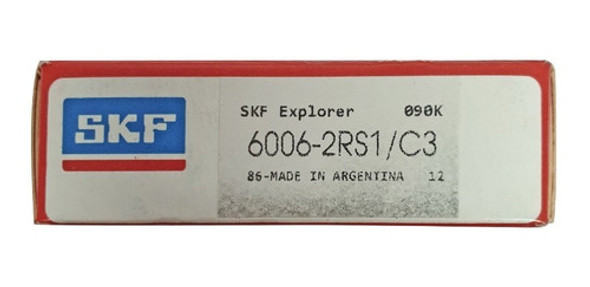 SKF
SKF Explorer 090K
6006-2RS1/C3
86-MADE IN ARGENTINA 12